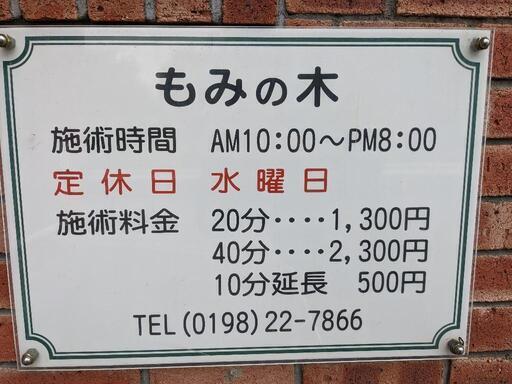 もみの木
施術時間 AM10:00～PM8:00
定休日 水曜日
施術料金 20分‥‥1,300円
40分‥‥2,300円
10分延長 500円
TEL(0198)22-7866